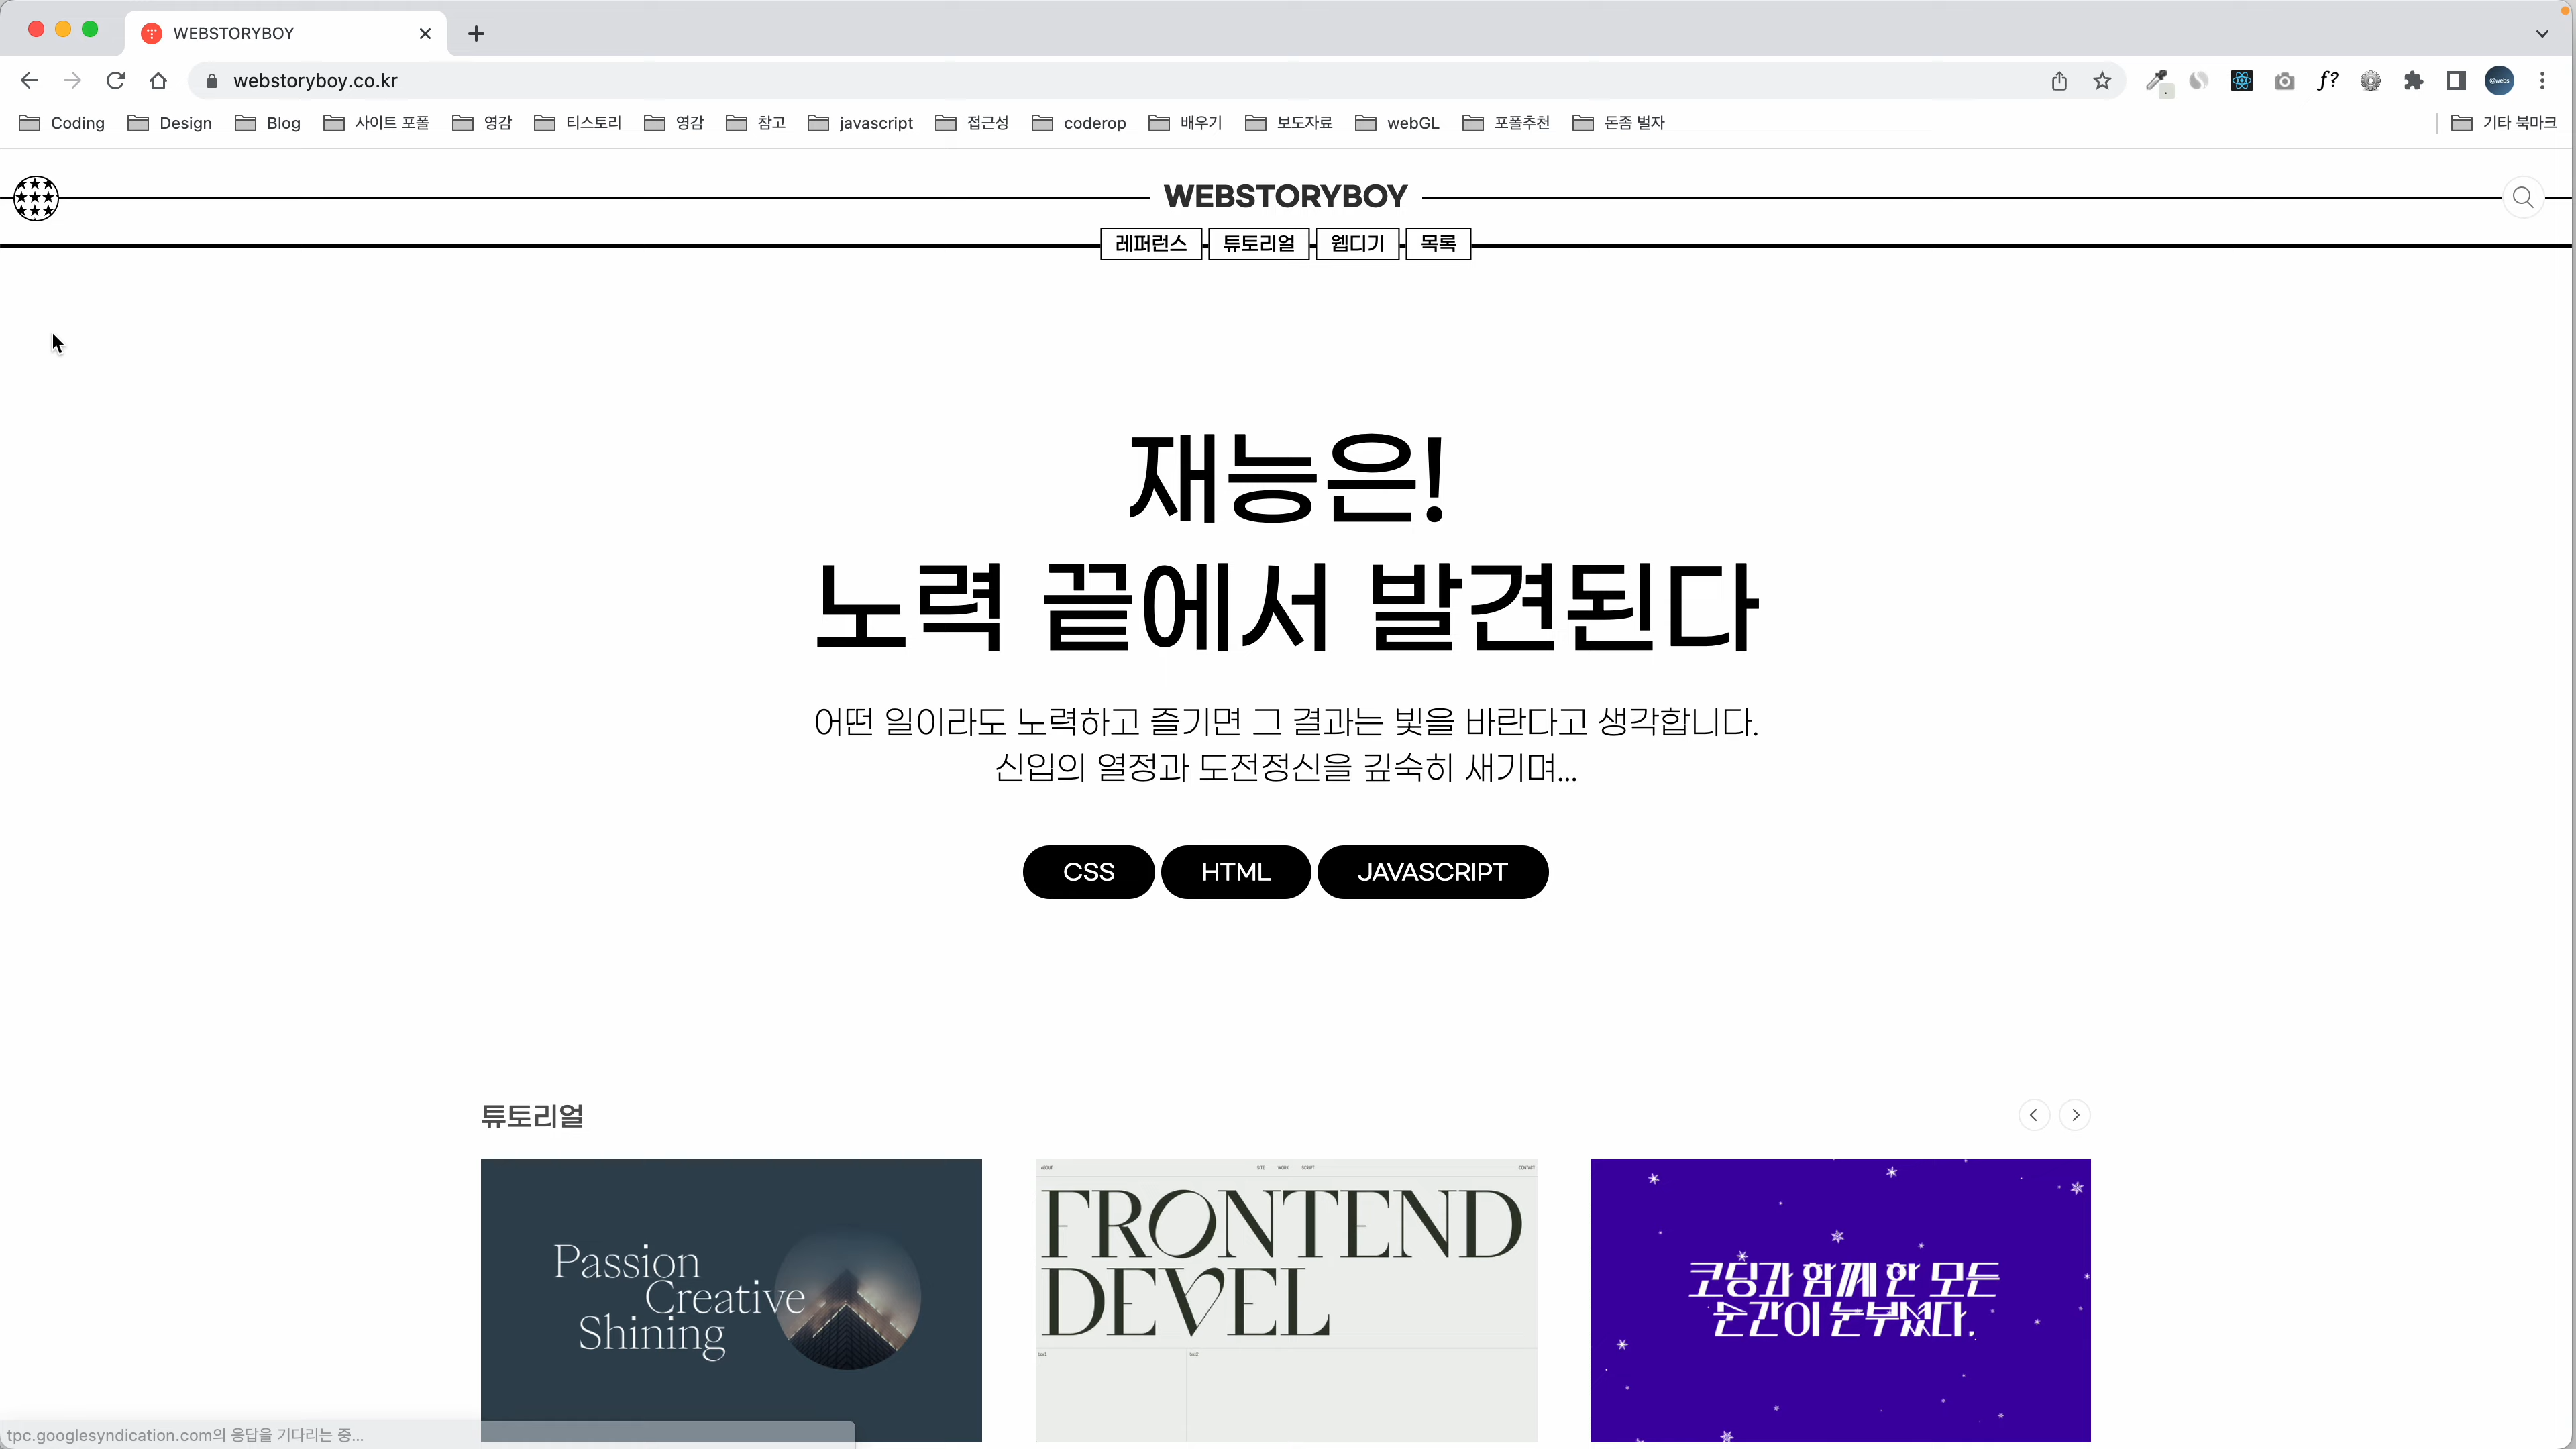 WEBSTORYBOY
webstoryboy.co.kr
@webs
Coding Design Blog 사이트 포폴 영감 티스토리 영감 참고 javascript 접근성 coderop 배우기 보도자료 webGL 포폴추천 돈좀 벌자 기타 북마크
WEBSTORYBOY
레퍼런스 튜토리얼 웹디기 목록
재능은!
노력 끝에서 발견된다
어떤 일이라도 노력하고 즐기면 그 결과는 빛을 바란다고 생각합니다.
신입의 열정과 도전정신을 깊숙히 새기며...
CSS HTML JAVASCRIPT
튜토리얼
Passion
Creative
Shining
ABOUT SITE WORK SCRIPT CONTACT
FRONTEND
DEVEL
box1 box2
코딩과 함께 한 모든
순간이 눈부셨다.
tpc.googlesyndication.com의 응답을 기다리는 중...